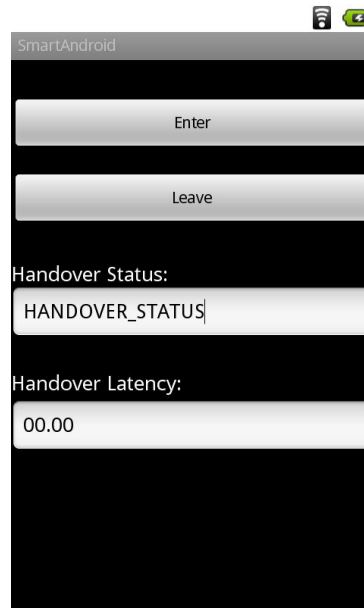 SmartAndroid
Enter
Leave
Handover Status:
HANDOVER_STATUS
Handover Latency:
00.00